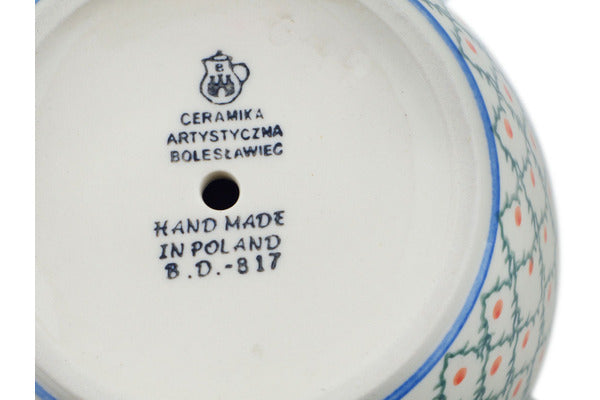 B
CERAMIKA
ARTYSTYCZNA
BOLESŁAWIEC
HAND MADE
IN POLAND
B.D.-817